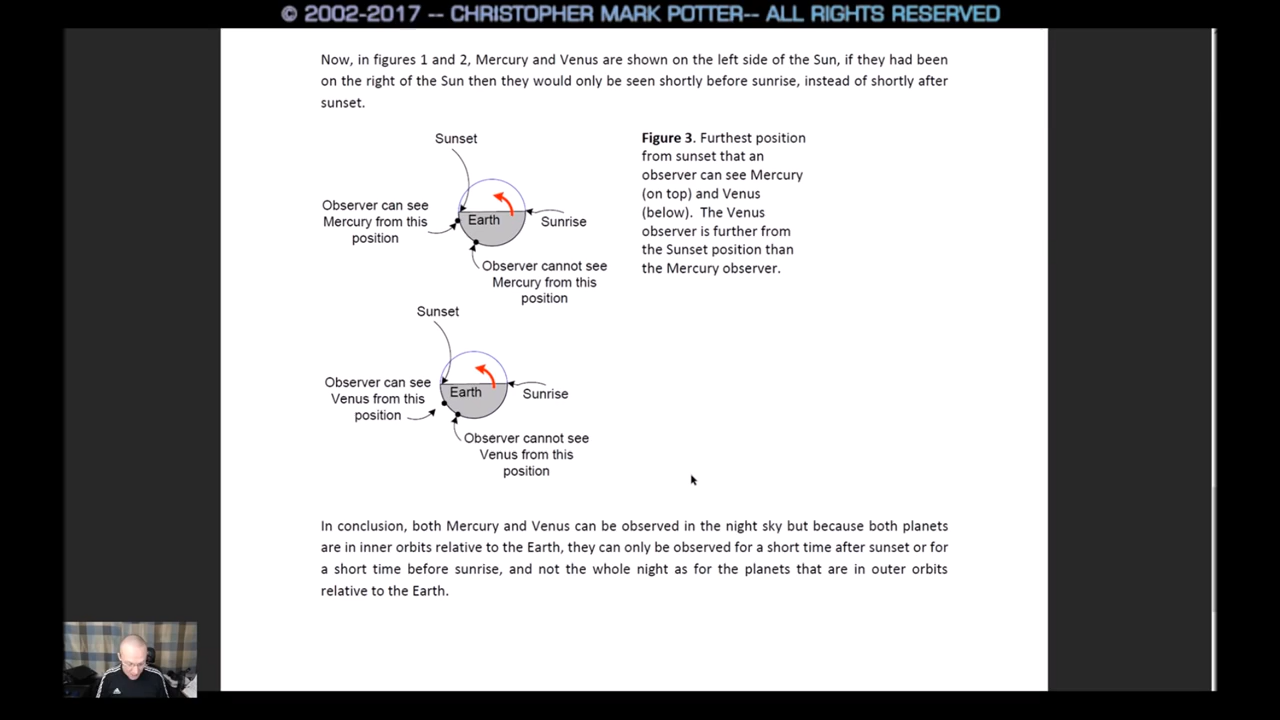 © 2002-2017 -- CHRISTOPHER MARK POTTER-- ALL RIGHTS RESERVED
Now, in figures 1 and 2, Mercury and Venus are shown on the left side of the Sun, if they had been
on the right of the Sun then they would only be seen shortly before sunrise, instead of shortly after
sunset.
Sunset
Observer can see
Mercury from this
position
Earth
Sunrise
Observer cannot see
Mercury from this
position
Figure 3. Furthest position
from sunset that an
observer can see Mercury
(on top) and Venus
(below). The Venus
observer is further from
the Sunset position than
the Mercury observer.
Sunset
Observer can see
Venus from this
position
Earth
Sunrise
Observer cannot see
Venus from this
position
In conclusion, both Mercury and Venus can be observed in the night sky but because both planets
are in inner orbits relative to the Earth, they can only be observed for a short time after sunset or for
a short time before sunrise, and not the whole night as for the planets that are in outer orbits
relative to the Earth.